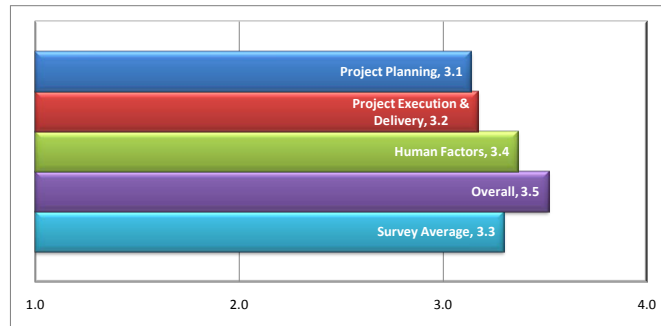 Project Planning, 3.1
Project Execution &
Delivery, 3.2
Human Factors, 3.4
Overall, 3.5
Survey Average, 3.3
1.0 2.0 3.0 4.0